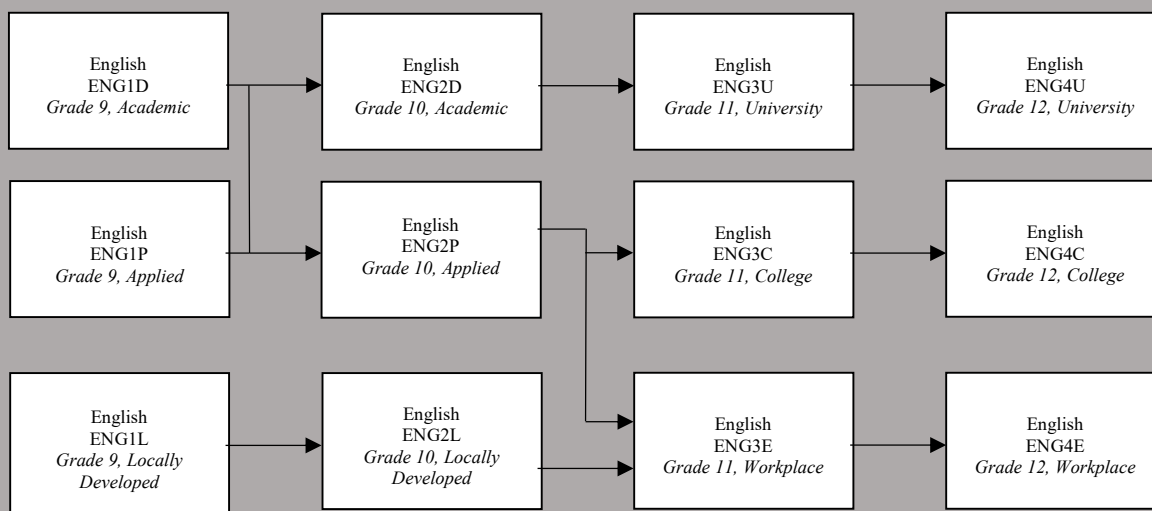 English
ENG1D
Grade 9, Academic
English
ENG2D
Grade 10, Academic
English
ENG3U
Grade 11, University
English
ENG4U
Grade 12, University
English
ENG1P
Grade 9, Applied
English
ENG2P
Grade 10, Applied
English
ENG3C
Grade 11, College
English
ENG4C
Grade 12, College
English
ENG1L
Grade 9, Locally
Developed
English
ENG2L
Grade 10, Locally
Developed
English
ENG3E
Grade 11, Workplace
English
ENG4E
Grade 12, Workplace